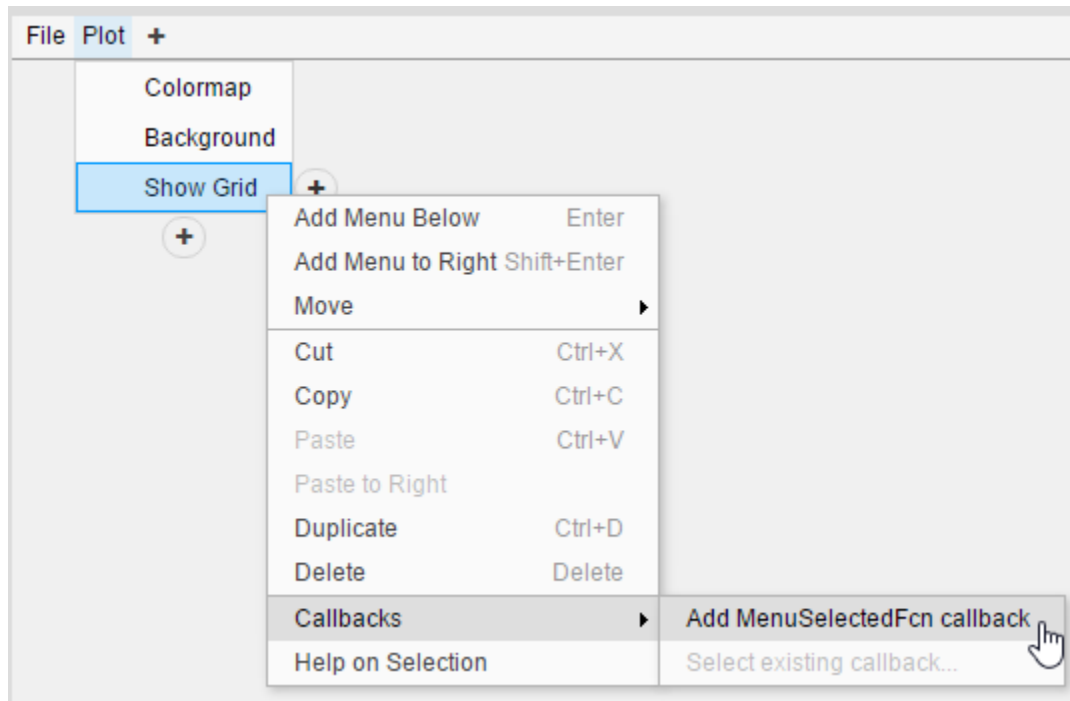 File Plot +
Colormap
Background
Show Grid +
+
Add Menu Below Enter
Add Menu to Right Shift+Enter
Move
Cut Ctrl+X
Copy Ctrl+C
Paste Ctrl+V
Paste to Right
Duplicate Ctrl+D
Delete Delete
Callbacks Add MenuSelectedFcn callback
Help on Selection Select existing callback...